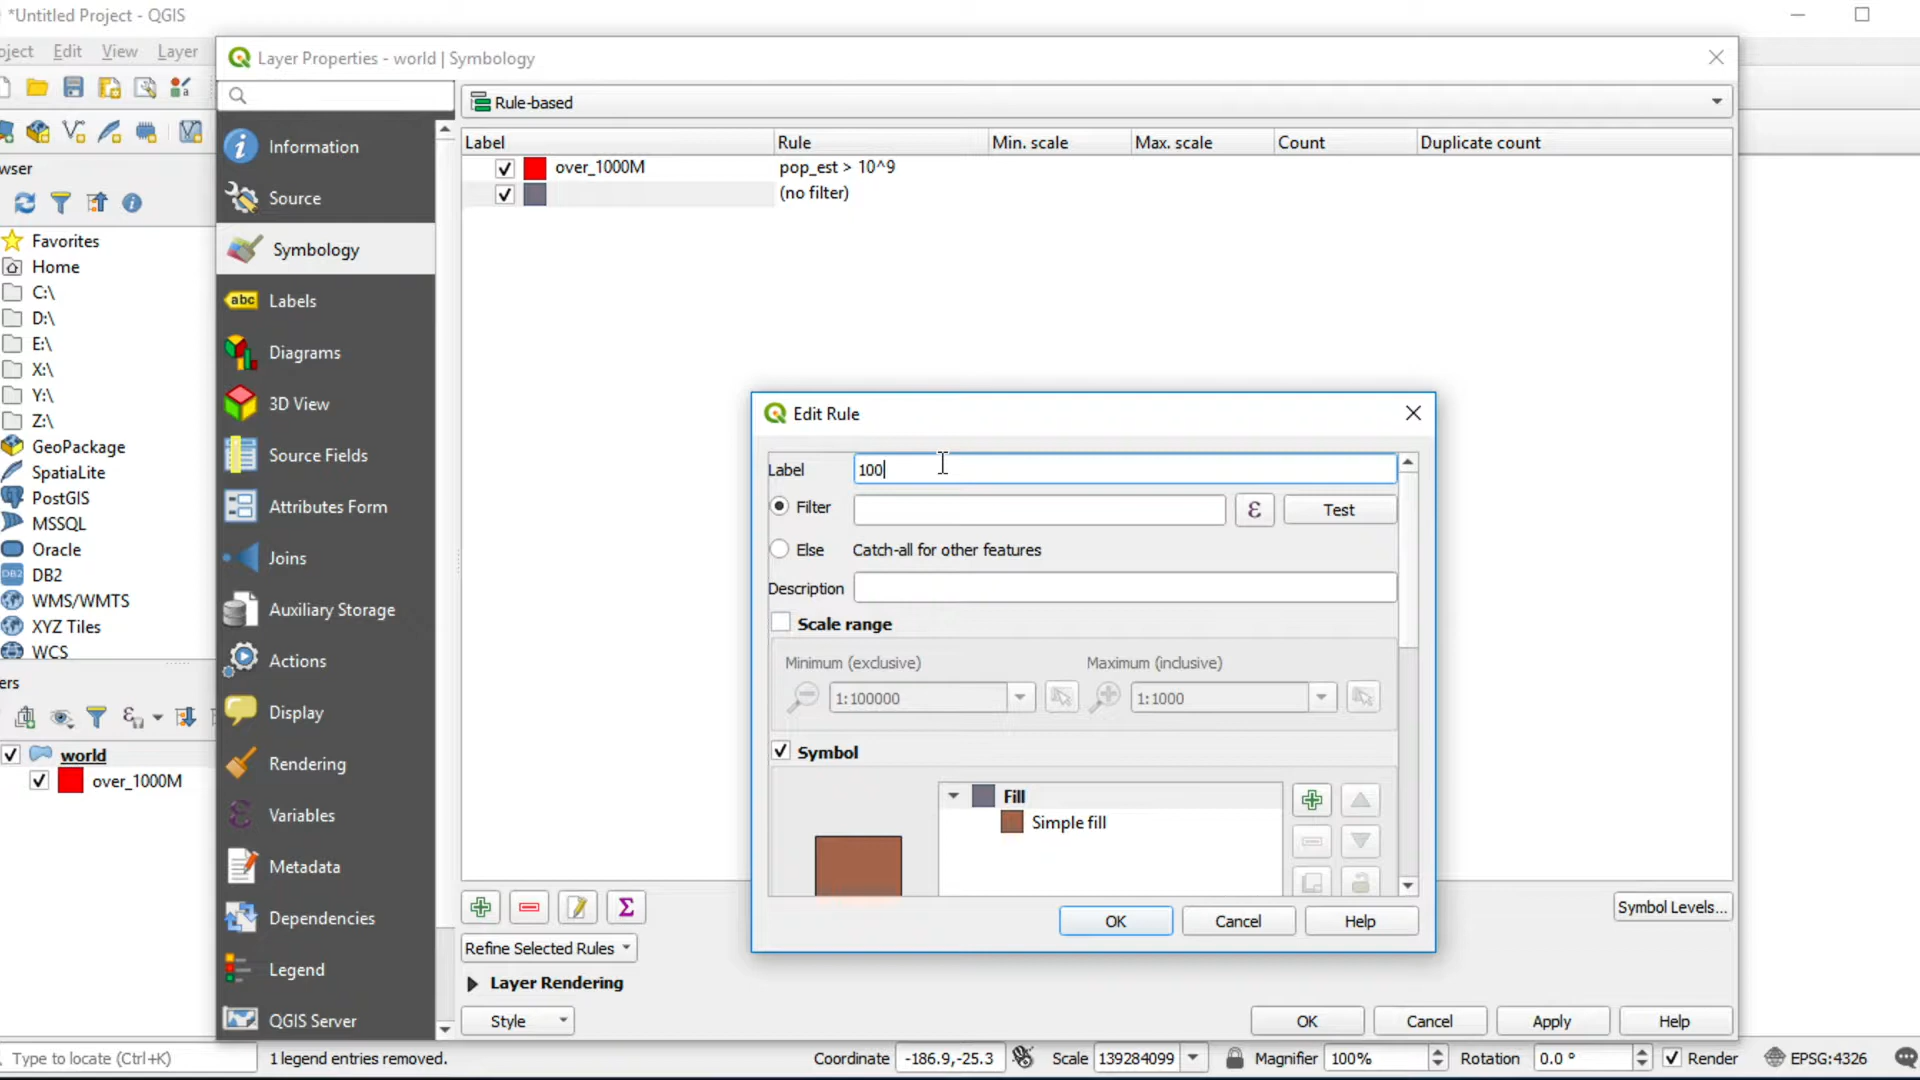 *Untitled Project - QGIS
oject Edit View Layer
Layer Properties - world | Symbology
Rule-based
Label Rule Min. scale Max. scale Count Duplicate count
over_1000M pop_est > 10^9
(no filter)
wser
Favorites
Home
C:\
D:\
E:\
X:\
Y:\
Z:\
GeoPackage
SpatiaLite
PostGIS
MSSQL
Oracle
DB2 DB2
WMS/WMTS
XYZ Tiles
WCS
ers
world
over_1000M
Information
Source
Symbology
abc Labels
Diagrams
3D View
Source Fields
Attributes Form
Joins
Auxiliary Storage
Actions
Display
Rendering
Variables
Metadata
Dependencies
Legend
QGIS Server
Edit Rule
Label 100
Filter ε Test
Else Catch-all for other features
Description
Scale range
Minimum (exclusive) Maximum (inclusive)
1:100000 1:1000
Symbol
Fill
Simple fill
OK Cancel Help
Symbol Levels...
Refine Selected Rules
Layer Rendering
Style OK Cancel Apply Help
Type to locate (Ctrl+K) 1 legend entries removed. Coordinate -186.9,-25.3 Scale 139284099 Magnifier 100% Rotation 0.0 ° Render EPSG:4326